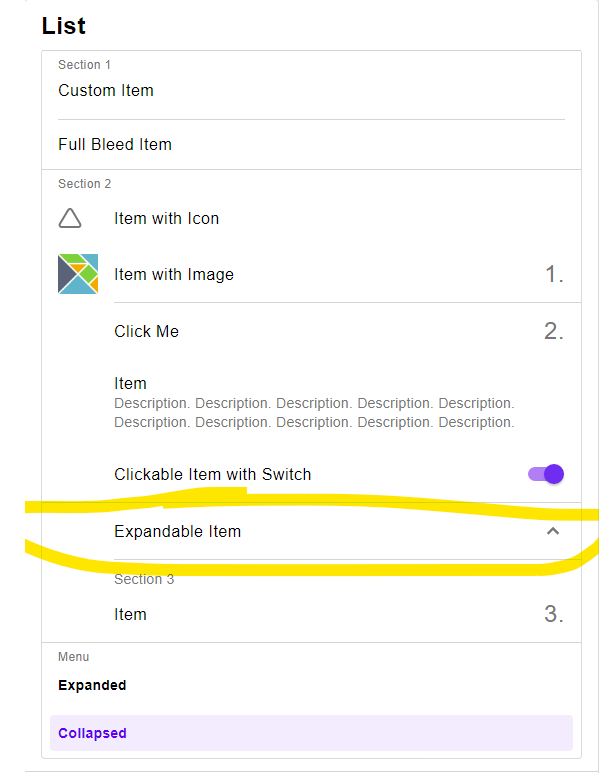 List
Section 1
Custom Item
Full Bleed Item
Section 2
Item with Icon
Item with Image 1.
Click Me 2.
Item
Description. Description. Description. Description. Description.
Description. Description. Description. Description. Description.
Clickable Item with Switch
Expandable Item
Section 3
Item 3.
Menu
Expanded
Collapsed